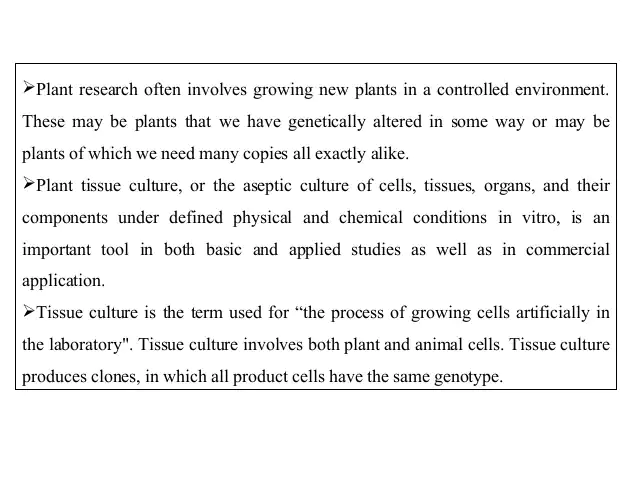 ➢Plant research often involves growing new plants in a controlled environment.
These may be plants that we have genetically altered in some way or may be
plants of which we need many copies all exactly alike.
➢Plant tissue culture, or the aseptic culture of cells, tissues, organs, and their
components under defined physical and chemical conditions in vitro, is an
important tool in both basic and applied studies as well as in commercial
application.
➢Tissue culture is the term used for “the process of growing cells artificially in
the laboratory". Tissue culture involves both plant and animal cells. Tissue culture
produces clones, in which all product cells have the same genotype.